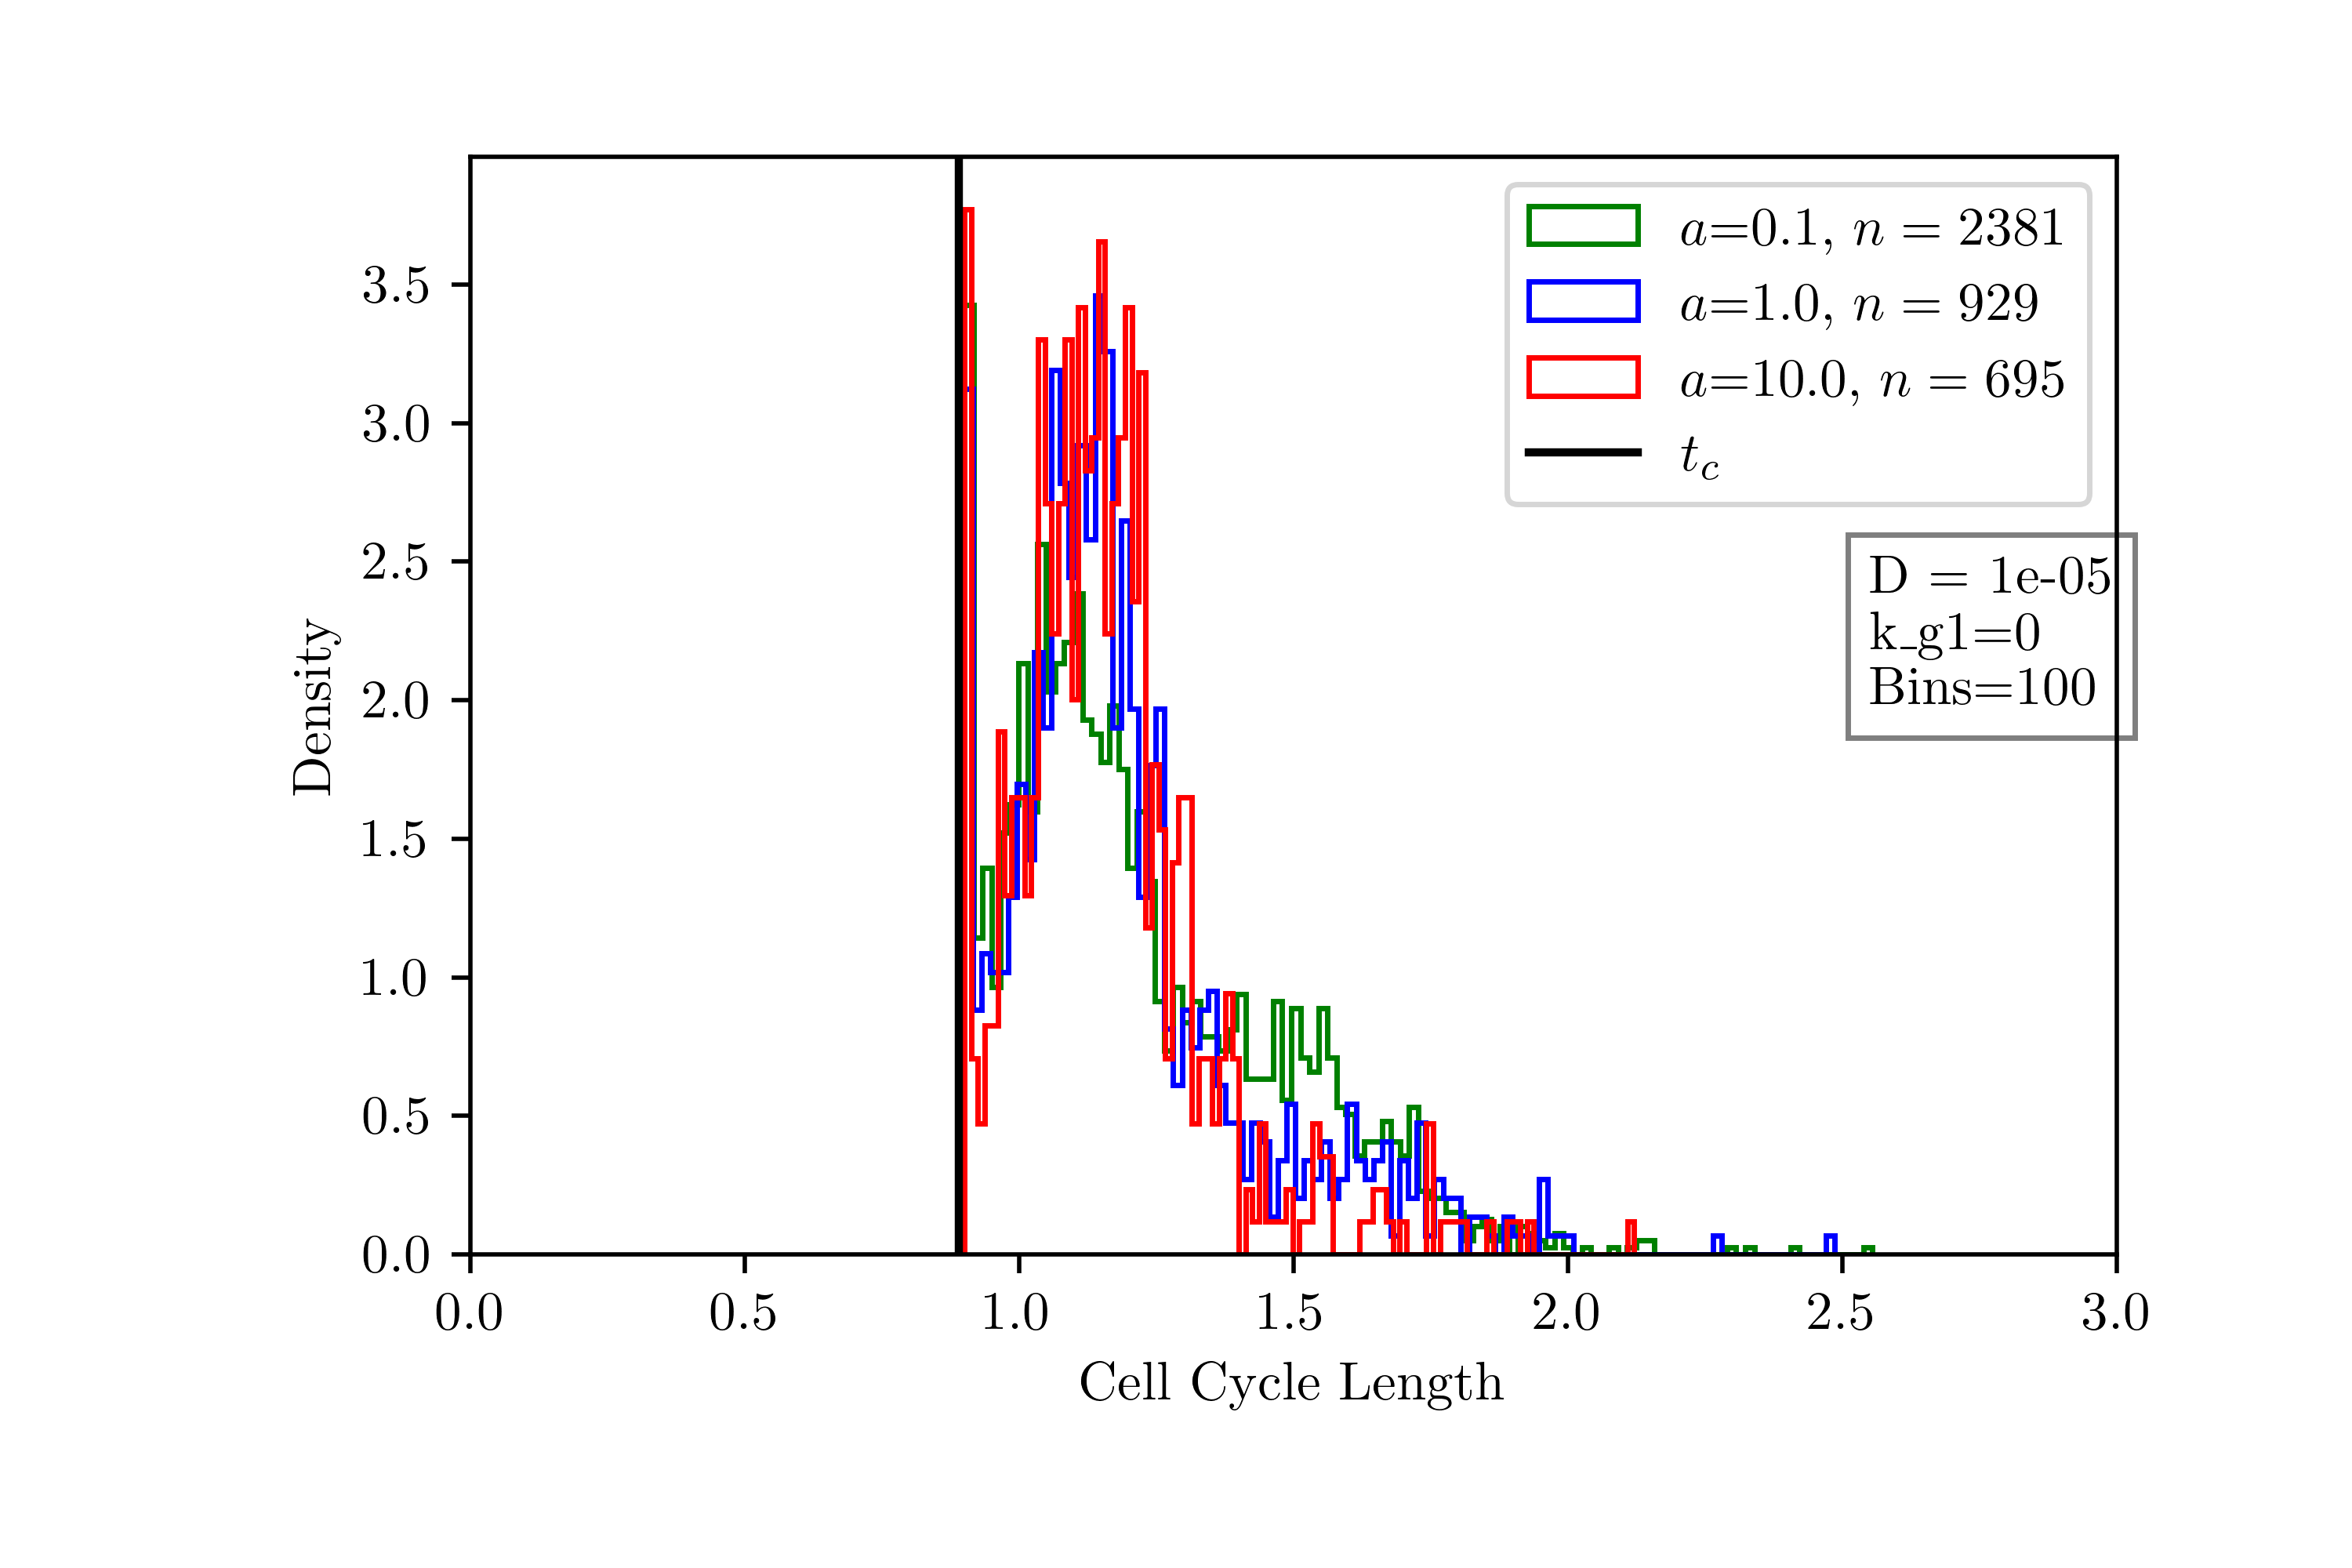 a=0.1, n = 2381
a=1.0, n = 929
a=10.0, n = 695
t_c
D = 1e-05
k_g1=0
Bins=100
Density
3.5
3.0
2.5
2.0
1.5
1.0
0.5
0.0
0.0 0.5 1.0 1.5 2.0 2.5 3.0
Cell Cycle Length